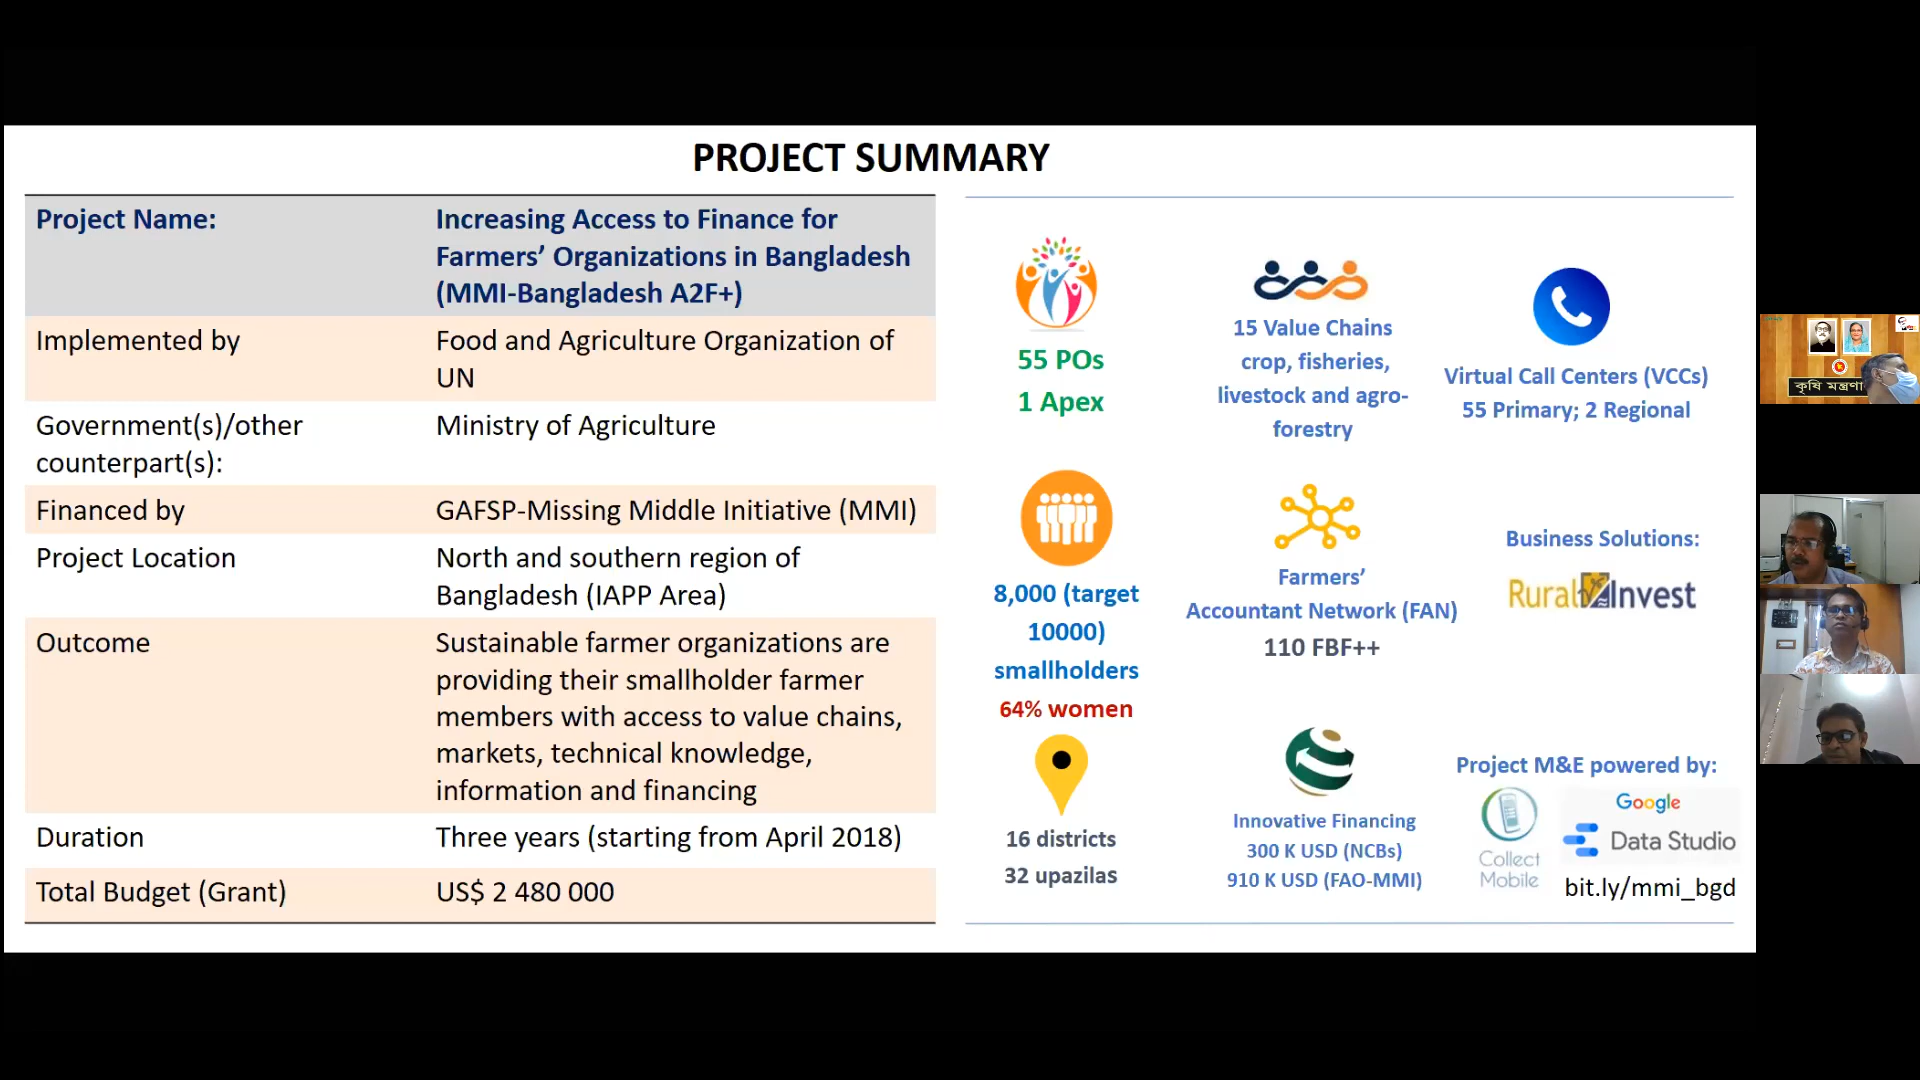 PROJECT SUMMARY
Project Name:
Increasing Access to Finance for
Farmers’ Organizations in Bangladesh
(MMI-Bangladesh A2F+)
Implemented by
Food and Agriculture Organization of
UN
Government(s)/other
counterpart(s):
Ministry of Agriculture
Financed by
GAFSP-Missing Middle Initiative (MMI)
Project Location
North and southern region of
Bangladesh (IAPP Area)
Outcome
Sustainable farmer organizations are
providing their smallholder farmer
members with access to value chains,
markets, technical knowledge,
information and financing
Duration
Three years (starting from April 2018)
Total Budget (Grant)
US$ 2 480 000
55 POs
1 Apex
15 Value Chains
crop, fisheries,
livestock and agro-
forestry
Virtual Call Centers (VCCs)
55 Primary; 2 Regional
8,000 (target
10000)
smallholders
64% women
Farmers’
Accountant Network (FAN)
110 FBF++
Business Solutions:
Rural Invest
16 districts
32 upazilas
Innovative Financing
300 K USD (NCBs)
910 K USD (FAO-MMI)
Project M&E powered by:
Collect
Mobile
Google
Data Studio
bit.ly/mmi_bgd
কৃষি মন্ত্রণা